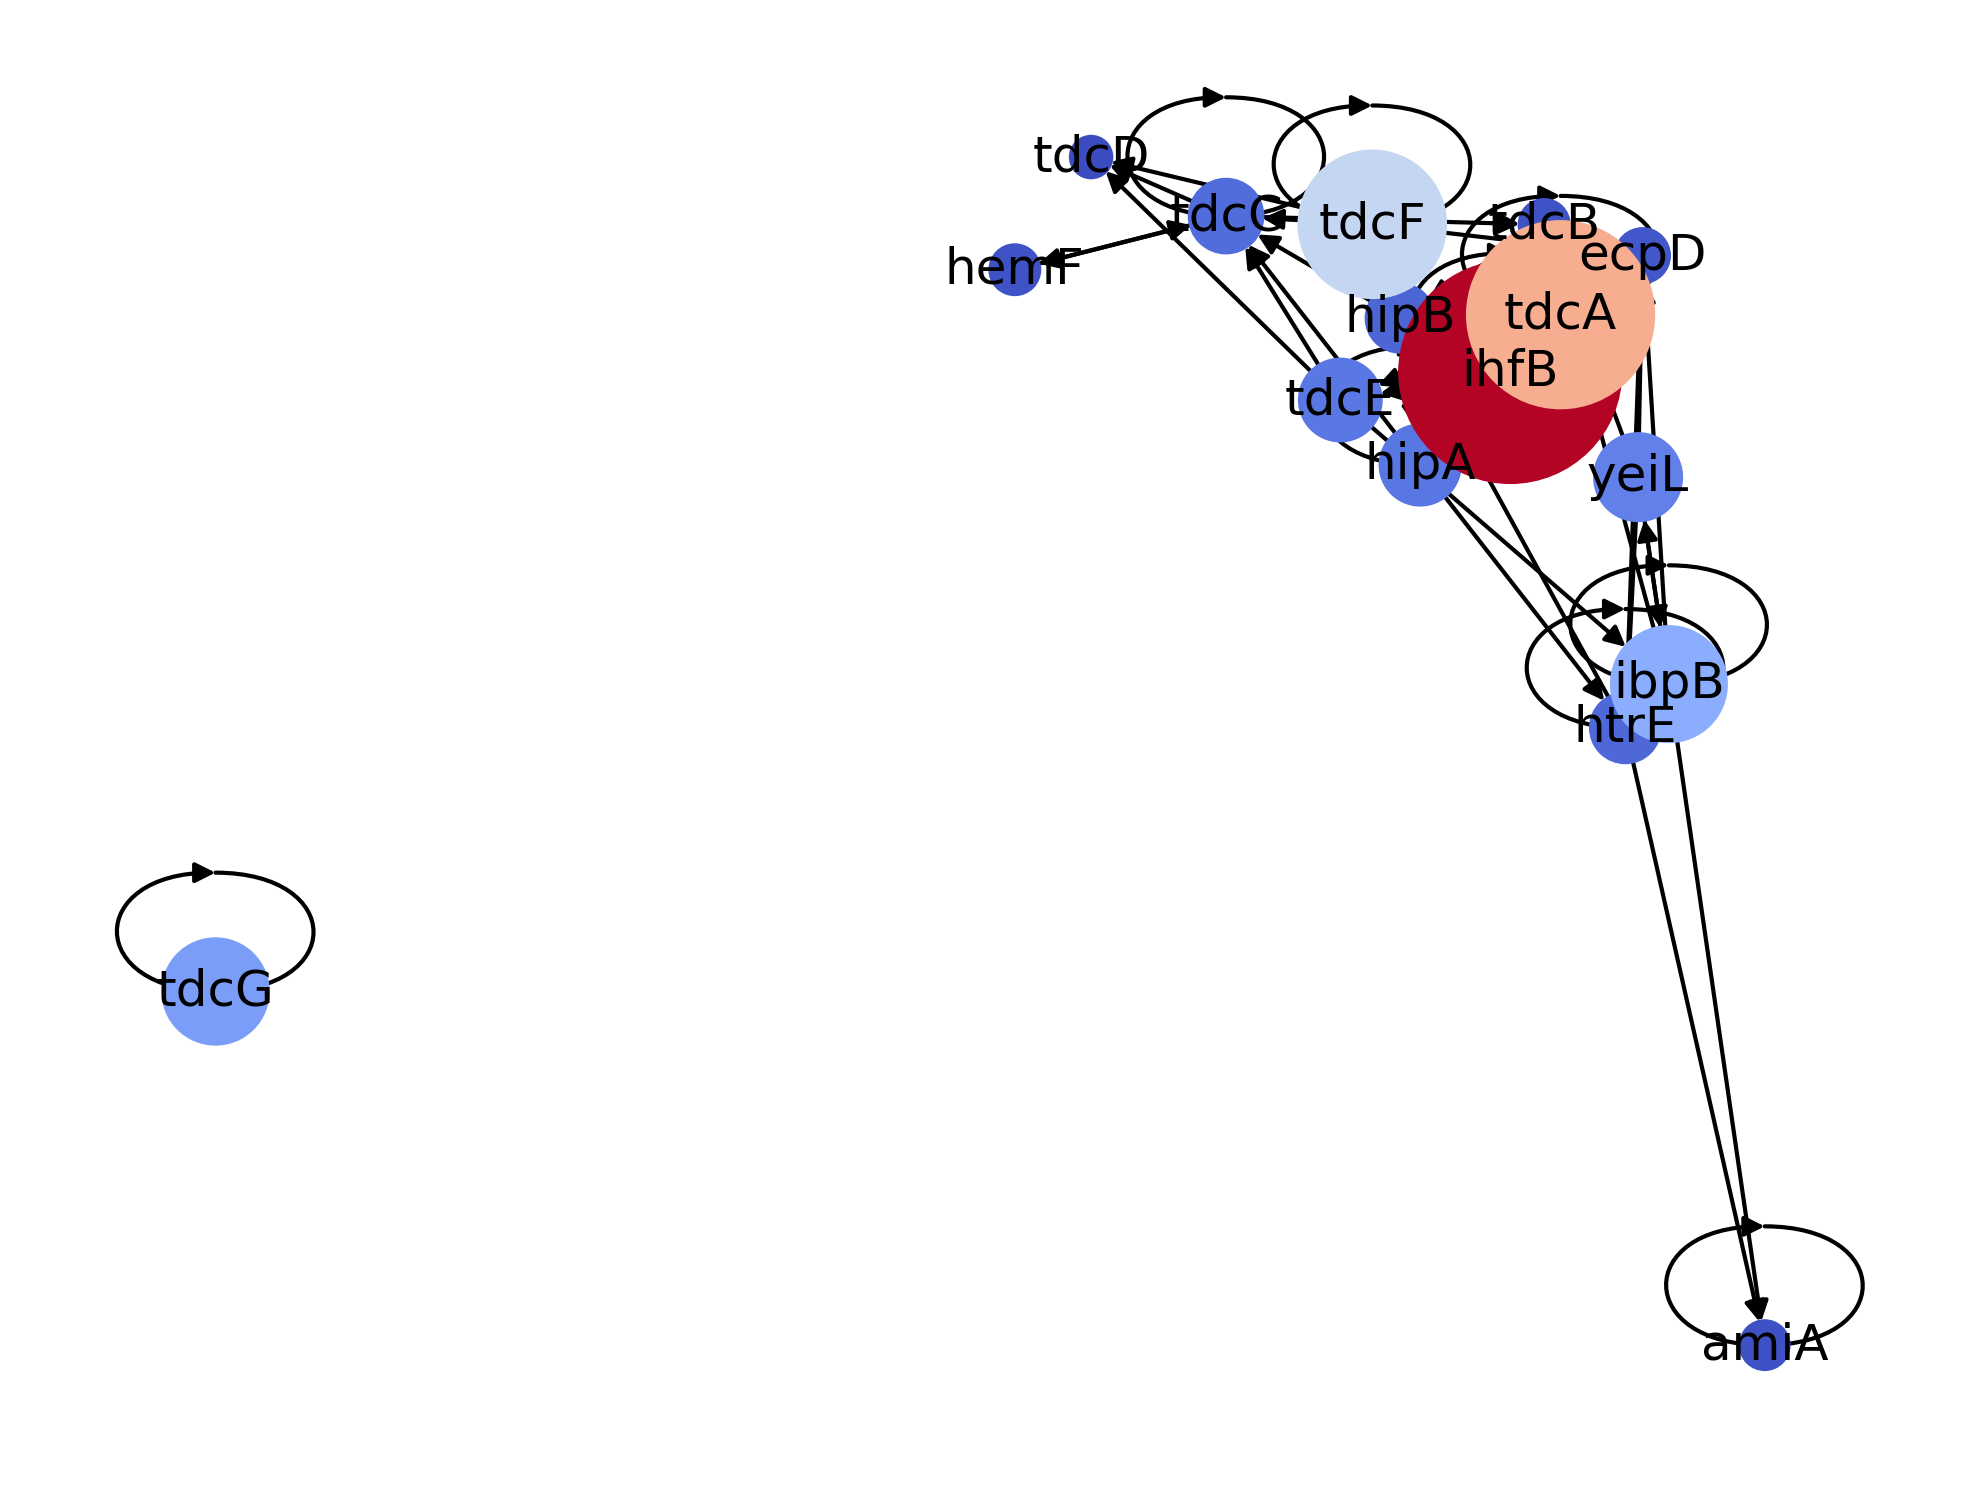 tdcD
tdcC
tdcF
tdcB
ecpD
hemF
hipB
tdcA
ihfB
tdcE
hipA
yeiL
ibpB
htrE
tdcG
amiA